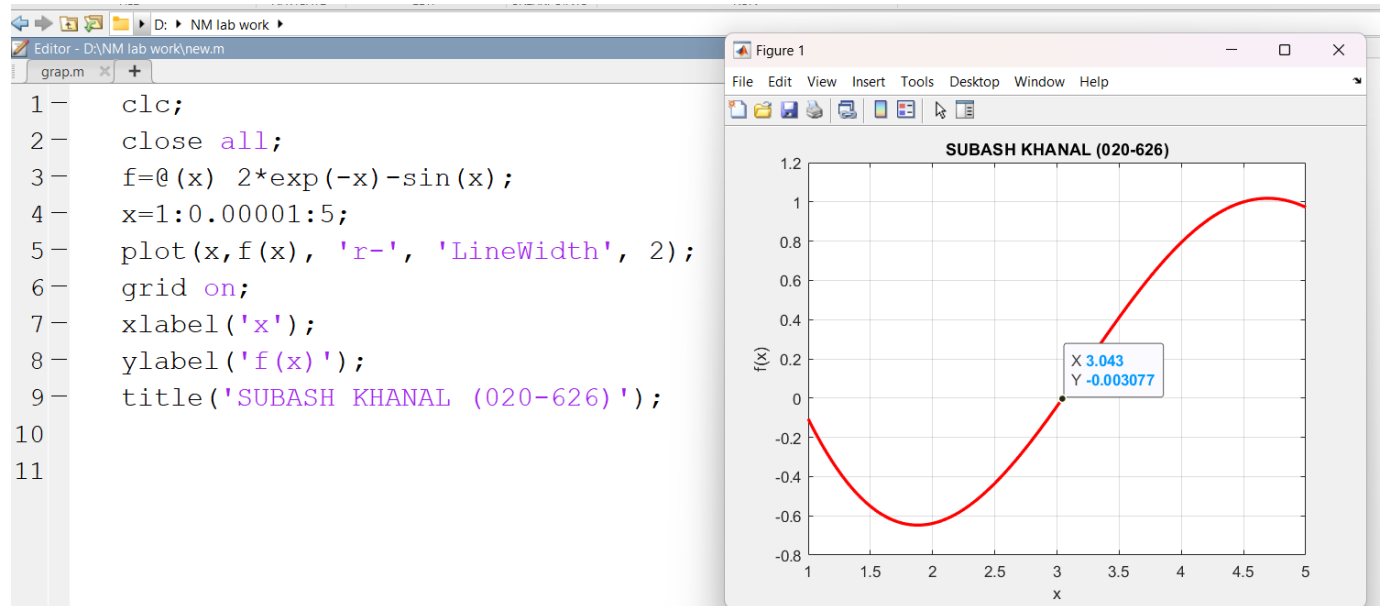 D: NM lab work
Editor - D:\NM lab work\new.m
grap.m
1 clc;
2 close all;
3 f=@(x) 2*exp(-x)-sin(x);
4 x=1:0.00001:5;
5 plot(x,f(x), 'r-', 'LineWidth', 2);
6 grid on;
7 xlabel('x');
8 ylabel('f(x)');
9 title('SUBASH KHANAL (020-626)');
10
11
Figure 1
File Edit View Insert Tools Desktop Window Help
SUBASH KHANAL (020-626)
1.2
1
0.8
0.6
0.4
0.2
0
-0.2
-0.4
-0.6
-0.8
f(x)
X 3.043
Y -0.003077
1 1.5 2 2.5 3 3.5 4 4.5 5
x